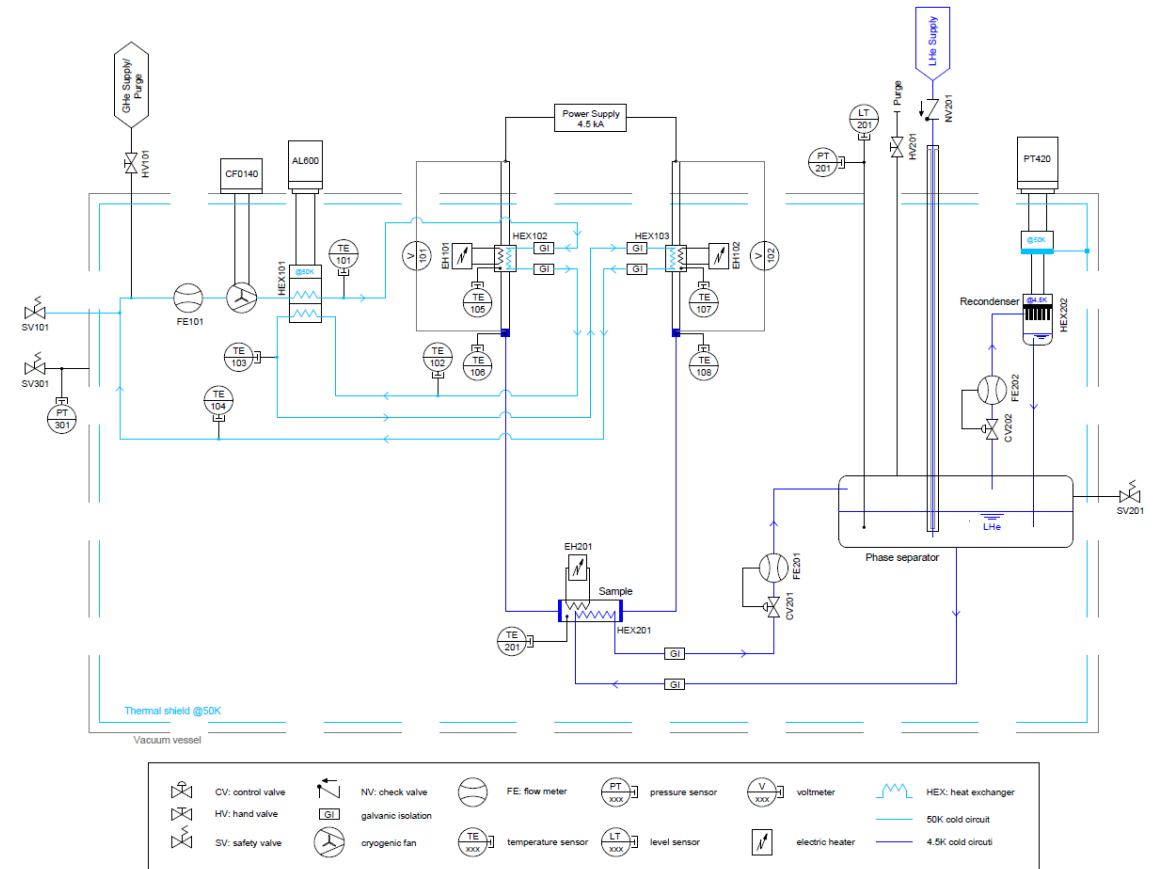 GHe Supply/
Purge
HV101
CF0140
AL600
Power Supply
4.5 kA
LHe Supply
NV201
Purge
HV201
LT
201
PT
201
PT420
@50K
HEX101
@50K
TE
101
V
101
EH101
HEX102
GI
GI
HEX103
GI
GI
EH102
V
102
TE
105
TE
107
TE
106
TE
108
Recondenser
@4.5K
HEX202
SV101
FE101
SV301
PT
301
TE
103
TE
102
TE
104
FE202
CV202
LHe
Phase separator
SV201
EH201
Sample
HEX201
TE
201
FE201
CV201
GI
GI
Thermal shield @50K
Vacuum vessel
CV: control valve
NV: check valve
FE: flow meter
PT
xxx
pressure sensor
V
xxx
voltmeter
HEX: heat exchanger
HV: hand valve
GI
galvanic isolation
50K cold circuit
SV: safety valve
cryogenic fan
TE
xxx
temperature sensor
LT
xxx
level sensor
electric heater
4.5K cold circuti